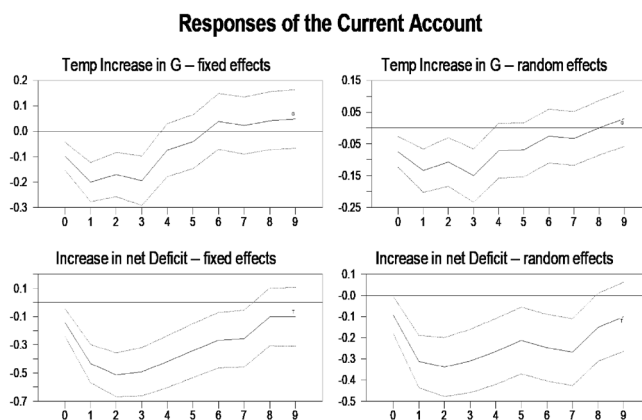 Responses of the Current Account
Temp Increase in G – fixed effects
0.2
0.1
0.0
-0.1
-0.2
-0.3
0 1 2 3 4 5 6 7 8 9
Temp Increase in G – random effects
0.15
0.05
-0.05
-0.15
-0.25
0 1 2 3 4 5 6 7 8 9
Increase in net Deficit – fixed effects
0.1
-0.1
-0.3
-0.5
-0.7
0 1 2 3 4 5 6 7 8 9
Increase in net Deficit – random effects
0.1
-0.0
-0.1
-0.2
-0.3
-0.4
-0.5
0 1 2 3 4 5 6 7 8 9